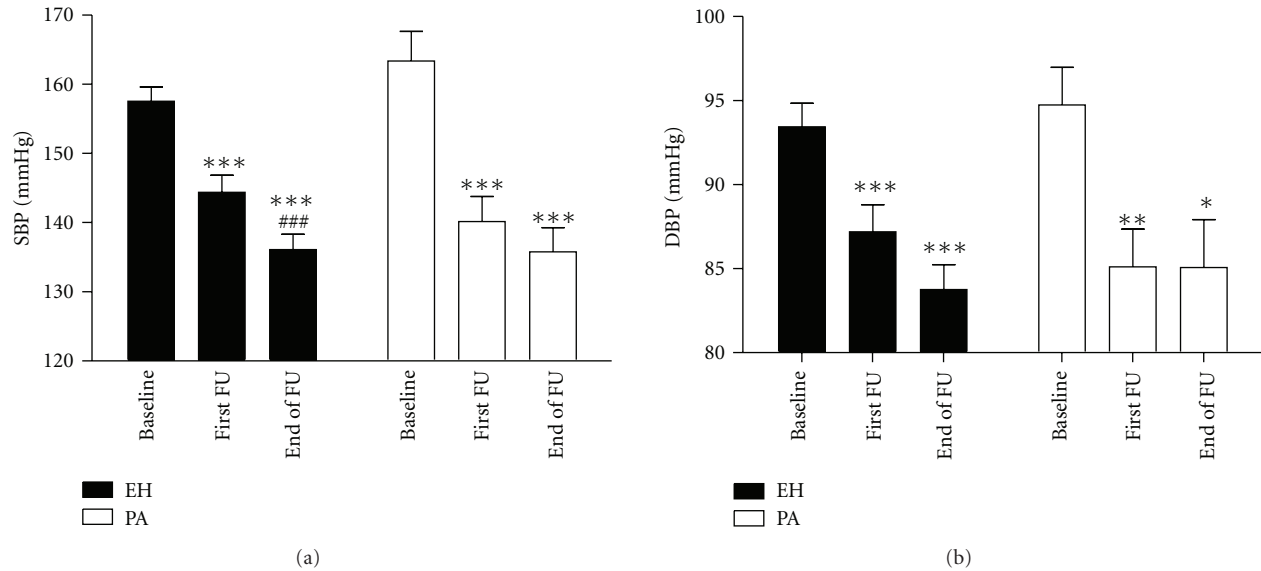 170
160
150
140
130
120
SBP (mmHg)
***
***
###
***
***
Baseline
First FU
End of FU
Baseline
First FU
End of FU
EH
PA
(a)
100
95
90
85
80
DBP (mmHg)
***
***
**
*
Baseline
First FU
End of FU
Baseline
First FU
End of FU
EH
PA
(b)